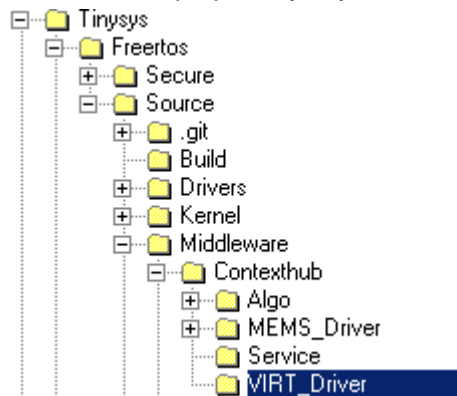 Tinysys
Freertos
Secure
Source
.git
Build
Drivers
Kernel
Middleware
Contexthub
Algo
MEMS_Driver
Service
VIRT_Driver